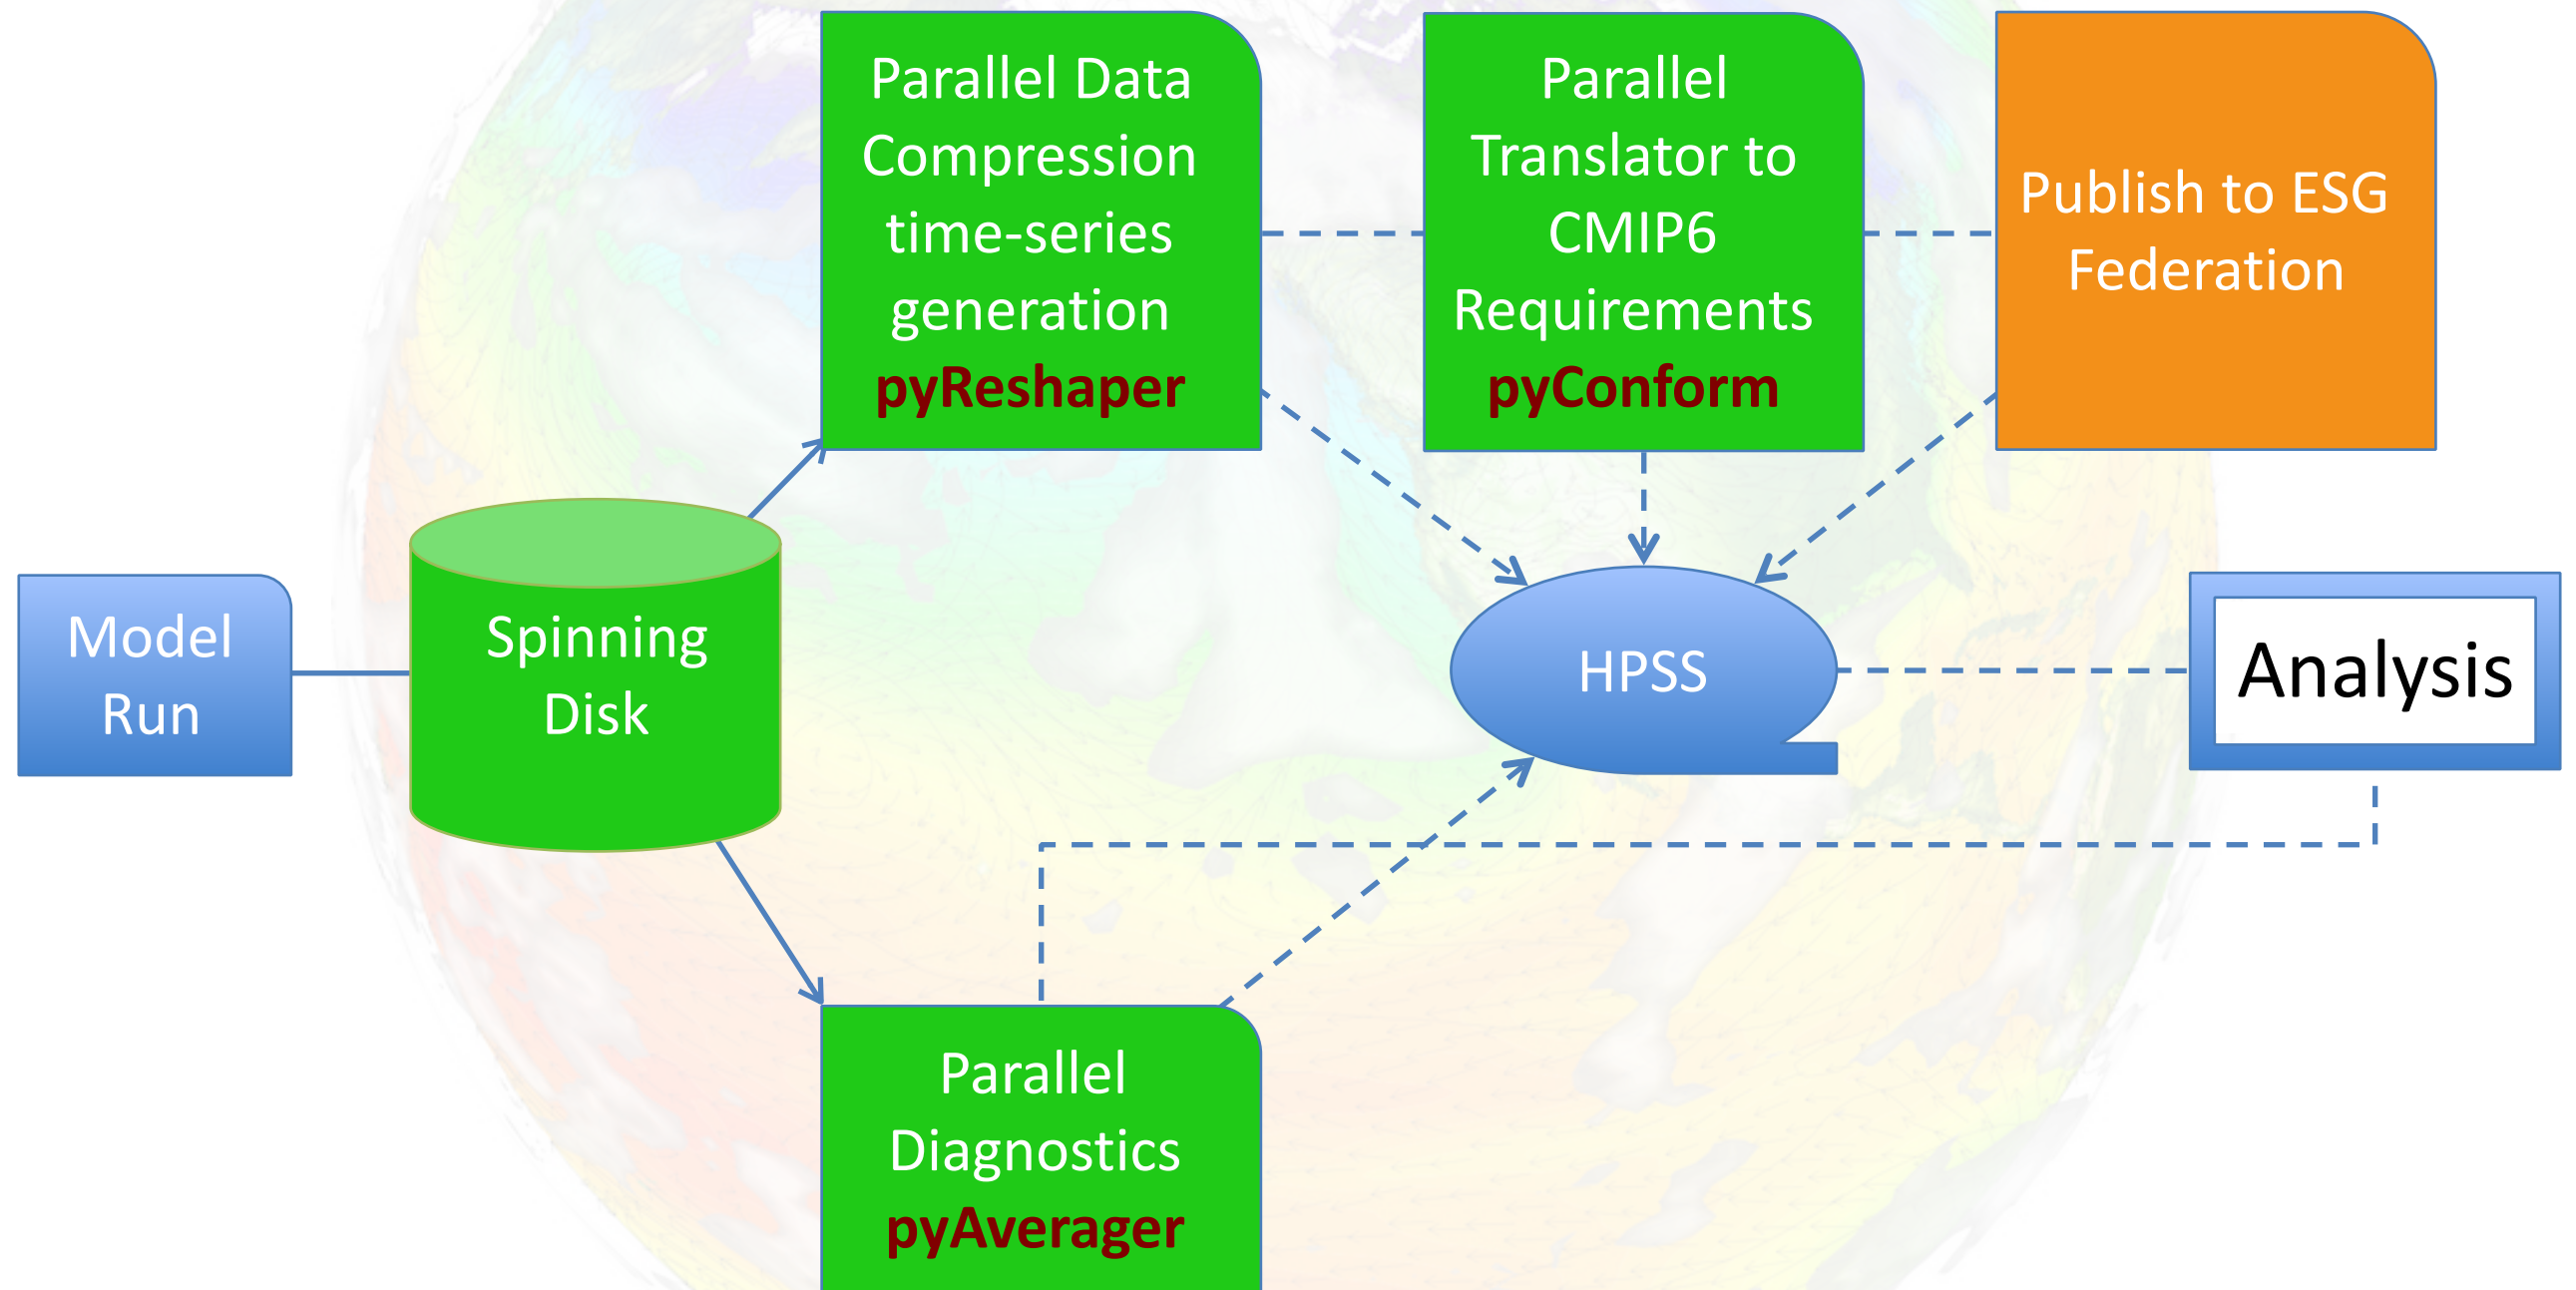 Parallel Data
Compression
time-series
generation
pyReshaper
Parallel
Translator to
CMIP6
Requirements
pyConform
Publish to ESG
Federation
Model
Run
Spinning
Disk
HPSS
Analysis
Parallel
Diagnostics
pyAverager